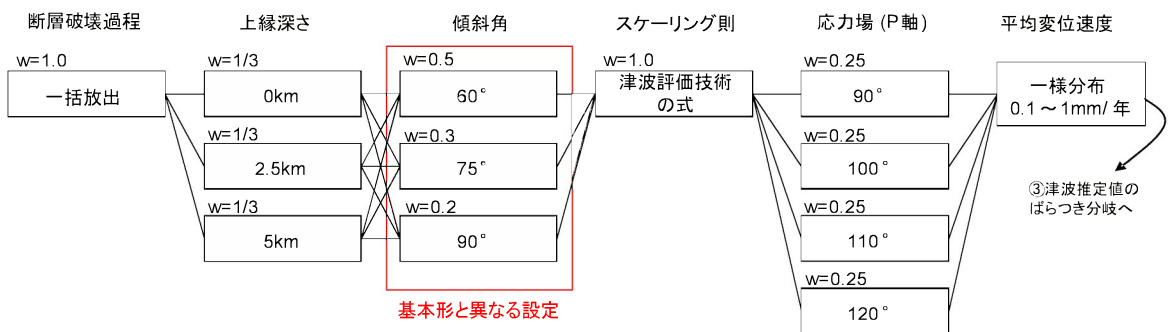 断層破壊過程
上縁深さ
傾斜角
スケーリング則
応力場 (P軸)
平均変位速度
w=1.0
一括放出
w=1/3
0km
w=1/3
2.5km
w=1/3
5km
w=0.5
60°
w=0.3
75°
w=0.2
90°
基本形と異なる設定
w=1.0
津波評価技術
の式
w=0.25
90°
w=0.25
100°
w=0.25
110°
w=0.25
120°
一様分布
0.1～1mm/年
③津波推定値の
ばらつき分岐へ